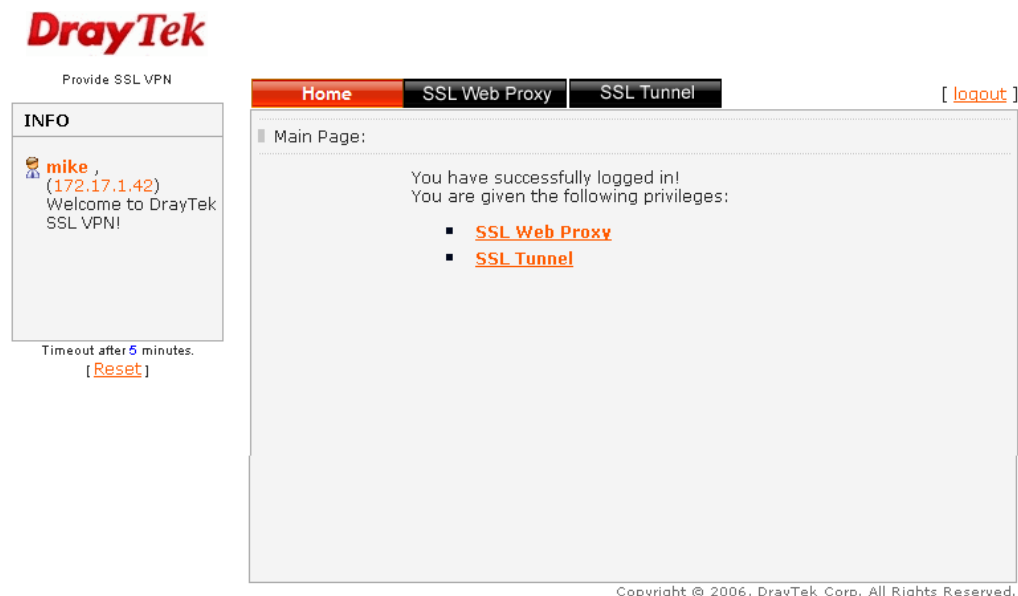 DrayTek
Provide SSL VPN
Home
SSL Web Proxy
SSL Tunnel
[ logout ]
INFO
mike ,
(172.17.1.42)
Welcome to DrayTek
SSL VPN!
Timeout after 5 minutes.
[ Reset ]
Main Page:
You have successfully logged in!
You are given the following privileges:
SSL Web Proxy
SSL Tunnel
Copyright © 2006, DrayTek Corp. All Rights Reserved.